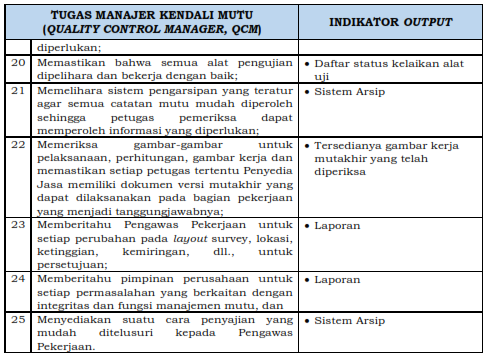 TUGAS MANAJER KENDALI MUTU
(QUALITY CONTROL MANAGER, QCM)
INDIKATOR OUTPUT
diperlukan;
20 Memastikan bahwa semua alat pengujian
dipelihara dan bekerja dengan baik;
• Daftar status kelaikan alat
uji
21 Memelihara sistem pengarsipan yang teratur
agar semua catatan mutu mudah diperoleh
sehingga petugas pemeriksa dapat
memperoleh informasi yang diperlukan;
• Sistem Arsip
22 Memeriksa gambar-gambar untuk
pelaksanaan, perhitungan, gambar kerja dan
memastikan setiap petugas tertentu Penyedia
Jasa memiliki dokumen versi mutakhir yang
dapat dilaksanakan pada bagian pekerjaan
yang menjadi tanggungjawabnya;
• Tersedianya gambar kerja
mutakhir yang telah
diperiksa
23 Memberitahu Pengawas Pekerjaan untuk
setiap perubahan pada layout survey, lokasi,
ketinggian, kemiringan, dll., untuk
persetujuan;
• Laporan
24 Memberitahu pimpinan perusahaan untuk
setiap permasalahan yang berkaitan dengan
integritas dan fungsi manajemen mutu, dan
• Laporan
25 Menyediakan suatu cara penyajian yang
mudah ditelusuri kepada Pengawas
Pekerjaan.
• Sistem Arsip